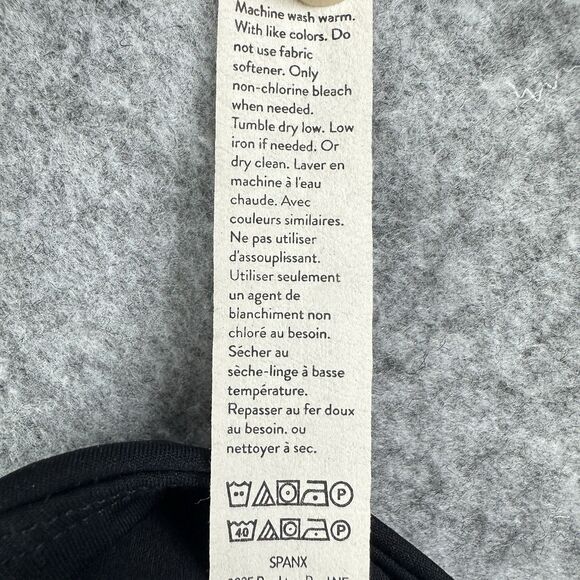 Machine wash warm.
With like colors. Do
not use fabric
softener. Only
non-chlorine bleach
when needed.
Tumble dry low. Low
iron if needed. Or
dry clean. Laver en
machine à l'eau
chaude. Avec
couleurs similaires.
Ne pas utiliser
d'assouplissant.
Utiliser seulement
un agent de
blanchiment non
chloré au besoin.
Sécher au
sèche-linge à basse
température.
Repasser au fer doux
au besoin. ou
nettoyer à sec.
P
40 P
SPANX